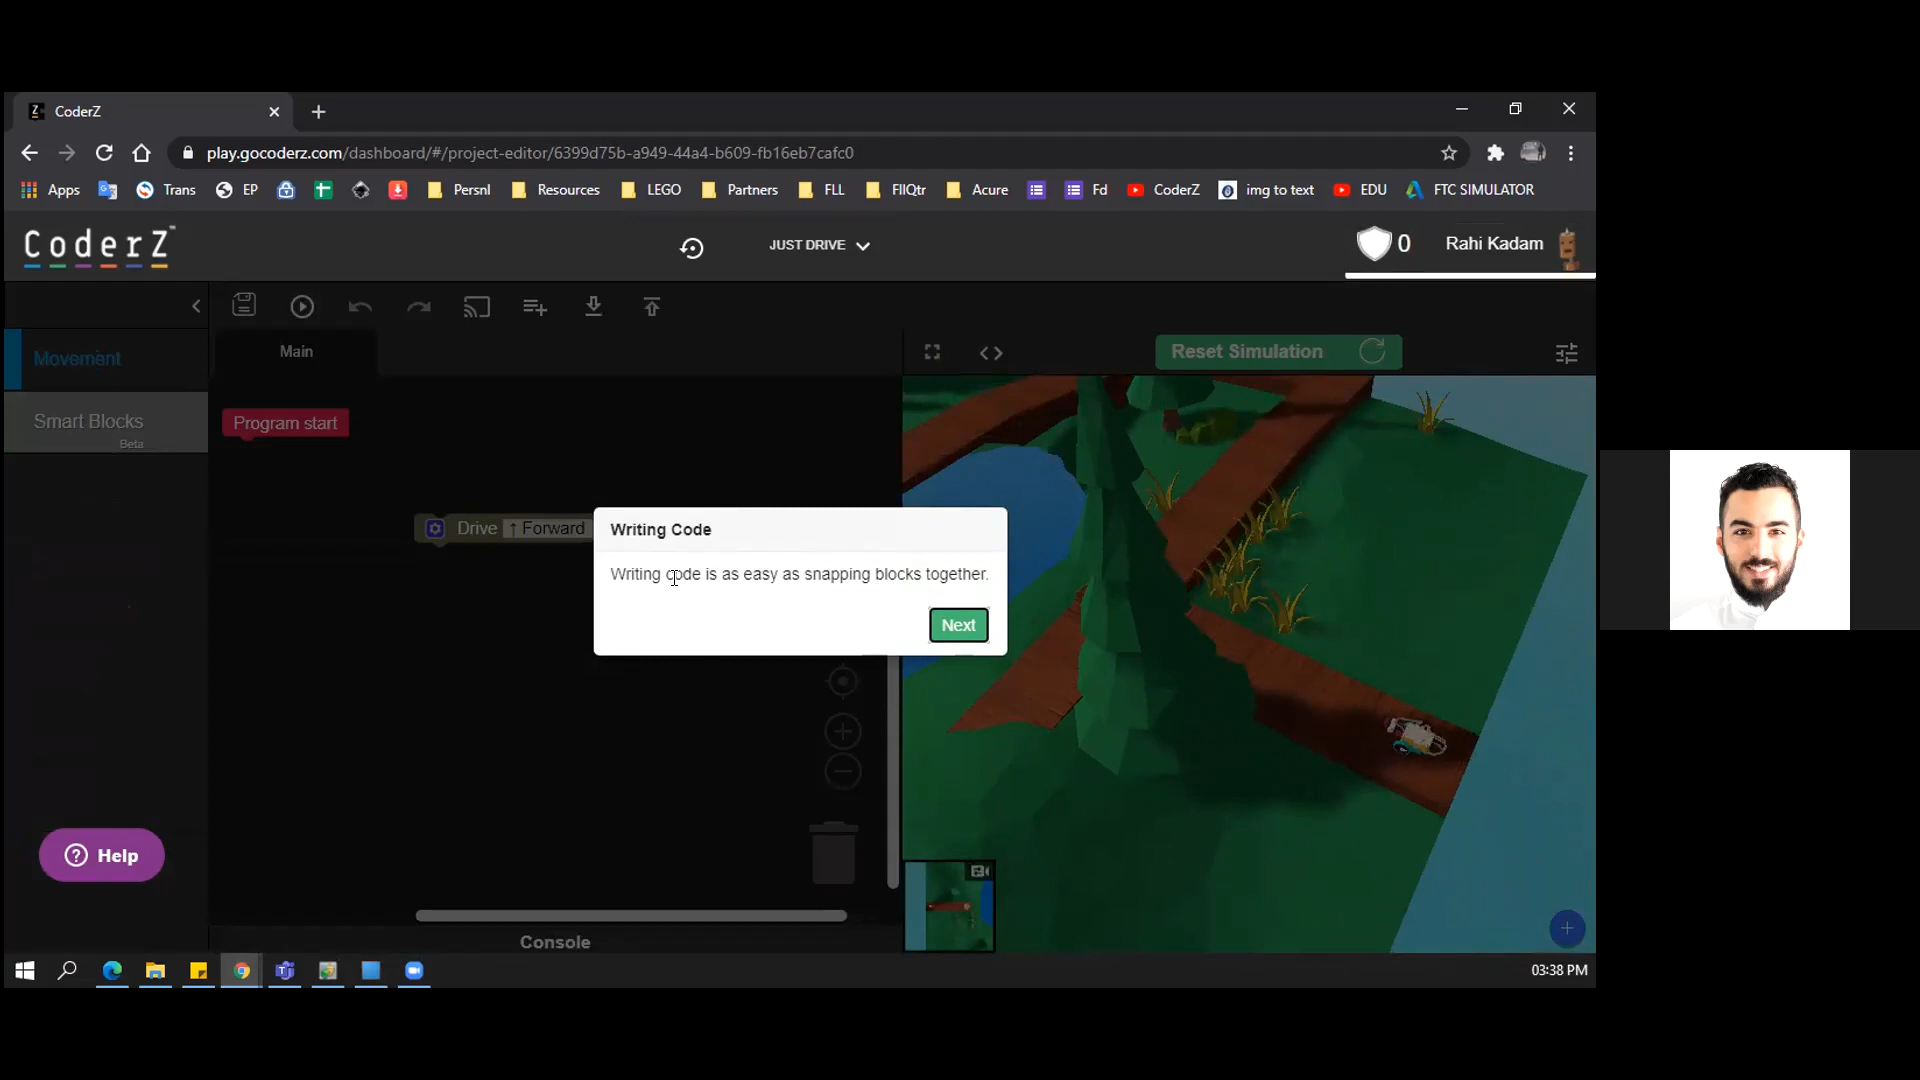 CoderZ
play.gocoderz.com/dashboard/#/project-editor/6399d75b-a949-44a4-b609-fb16eb7cafc0
Apps Trans EP Persnl Resources LEGO Partners FLL FllQtr Acure Fd CoderZ img to text EDU FTC SIMULATOR
CoderZ™ JUST DRIVE 0 Rahi Kadam
Main
Reset Simulation
Movement
Smart Blocks
Beta
Program start
Drive ↑ Forward
Writing Code
Writing code is as easy as snapping blocks together.
Next
Help
Console
03:38 PM